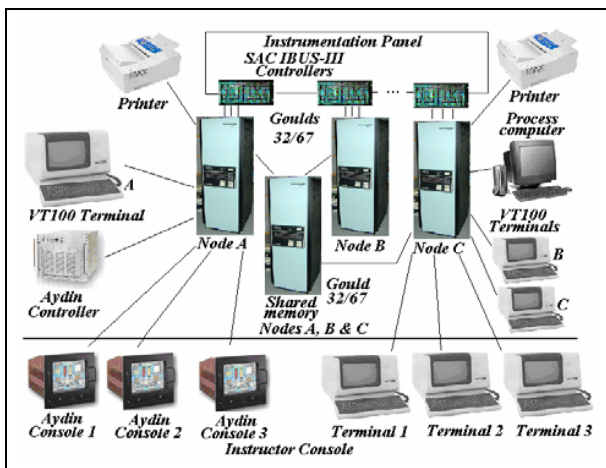 Instrumentation Panel
SAC IBUS-III
Controllers
Printer
Printer
...
Goulds
32/67
Process
computer
A
VT100 Terminal
Node A
Node B
Node C
VT100
Terminals
B
C
Aydin
Controller
Gould
32/67
Shared
memory
Nodes A, B & C
Aydin
Console 1
Aydin
Console 2
Aydin
Console 3
Terminal 1
Terminal 2
Terminal 3
Instructor Console